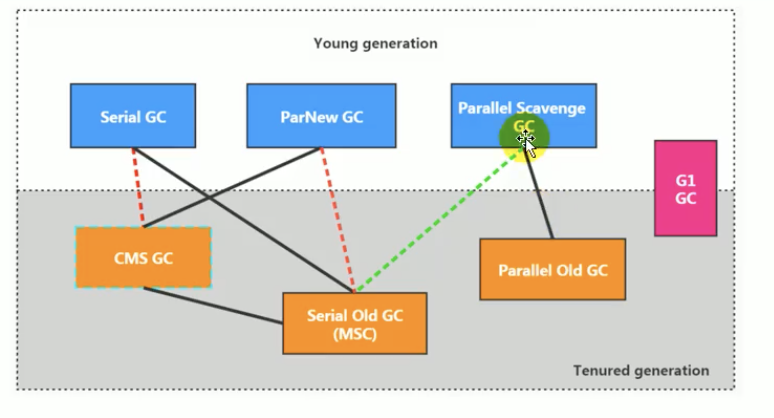 Young generation
Serial GC
ParNew GC
Parallel Scavenge
GC
G1
GC
CMS GC
Parallel Old GC
Serial Old GC
(MSC)
Tenured generation